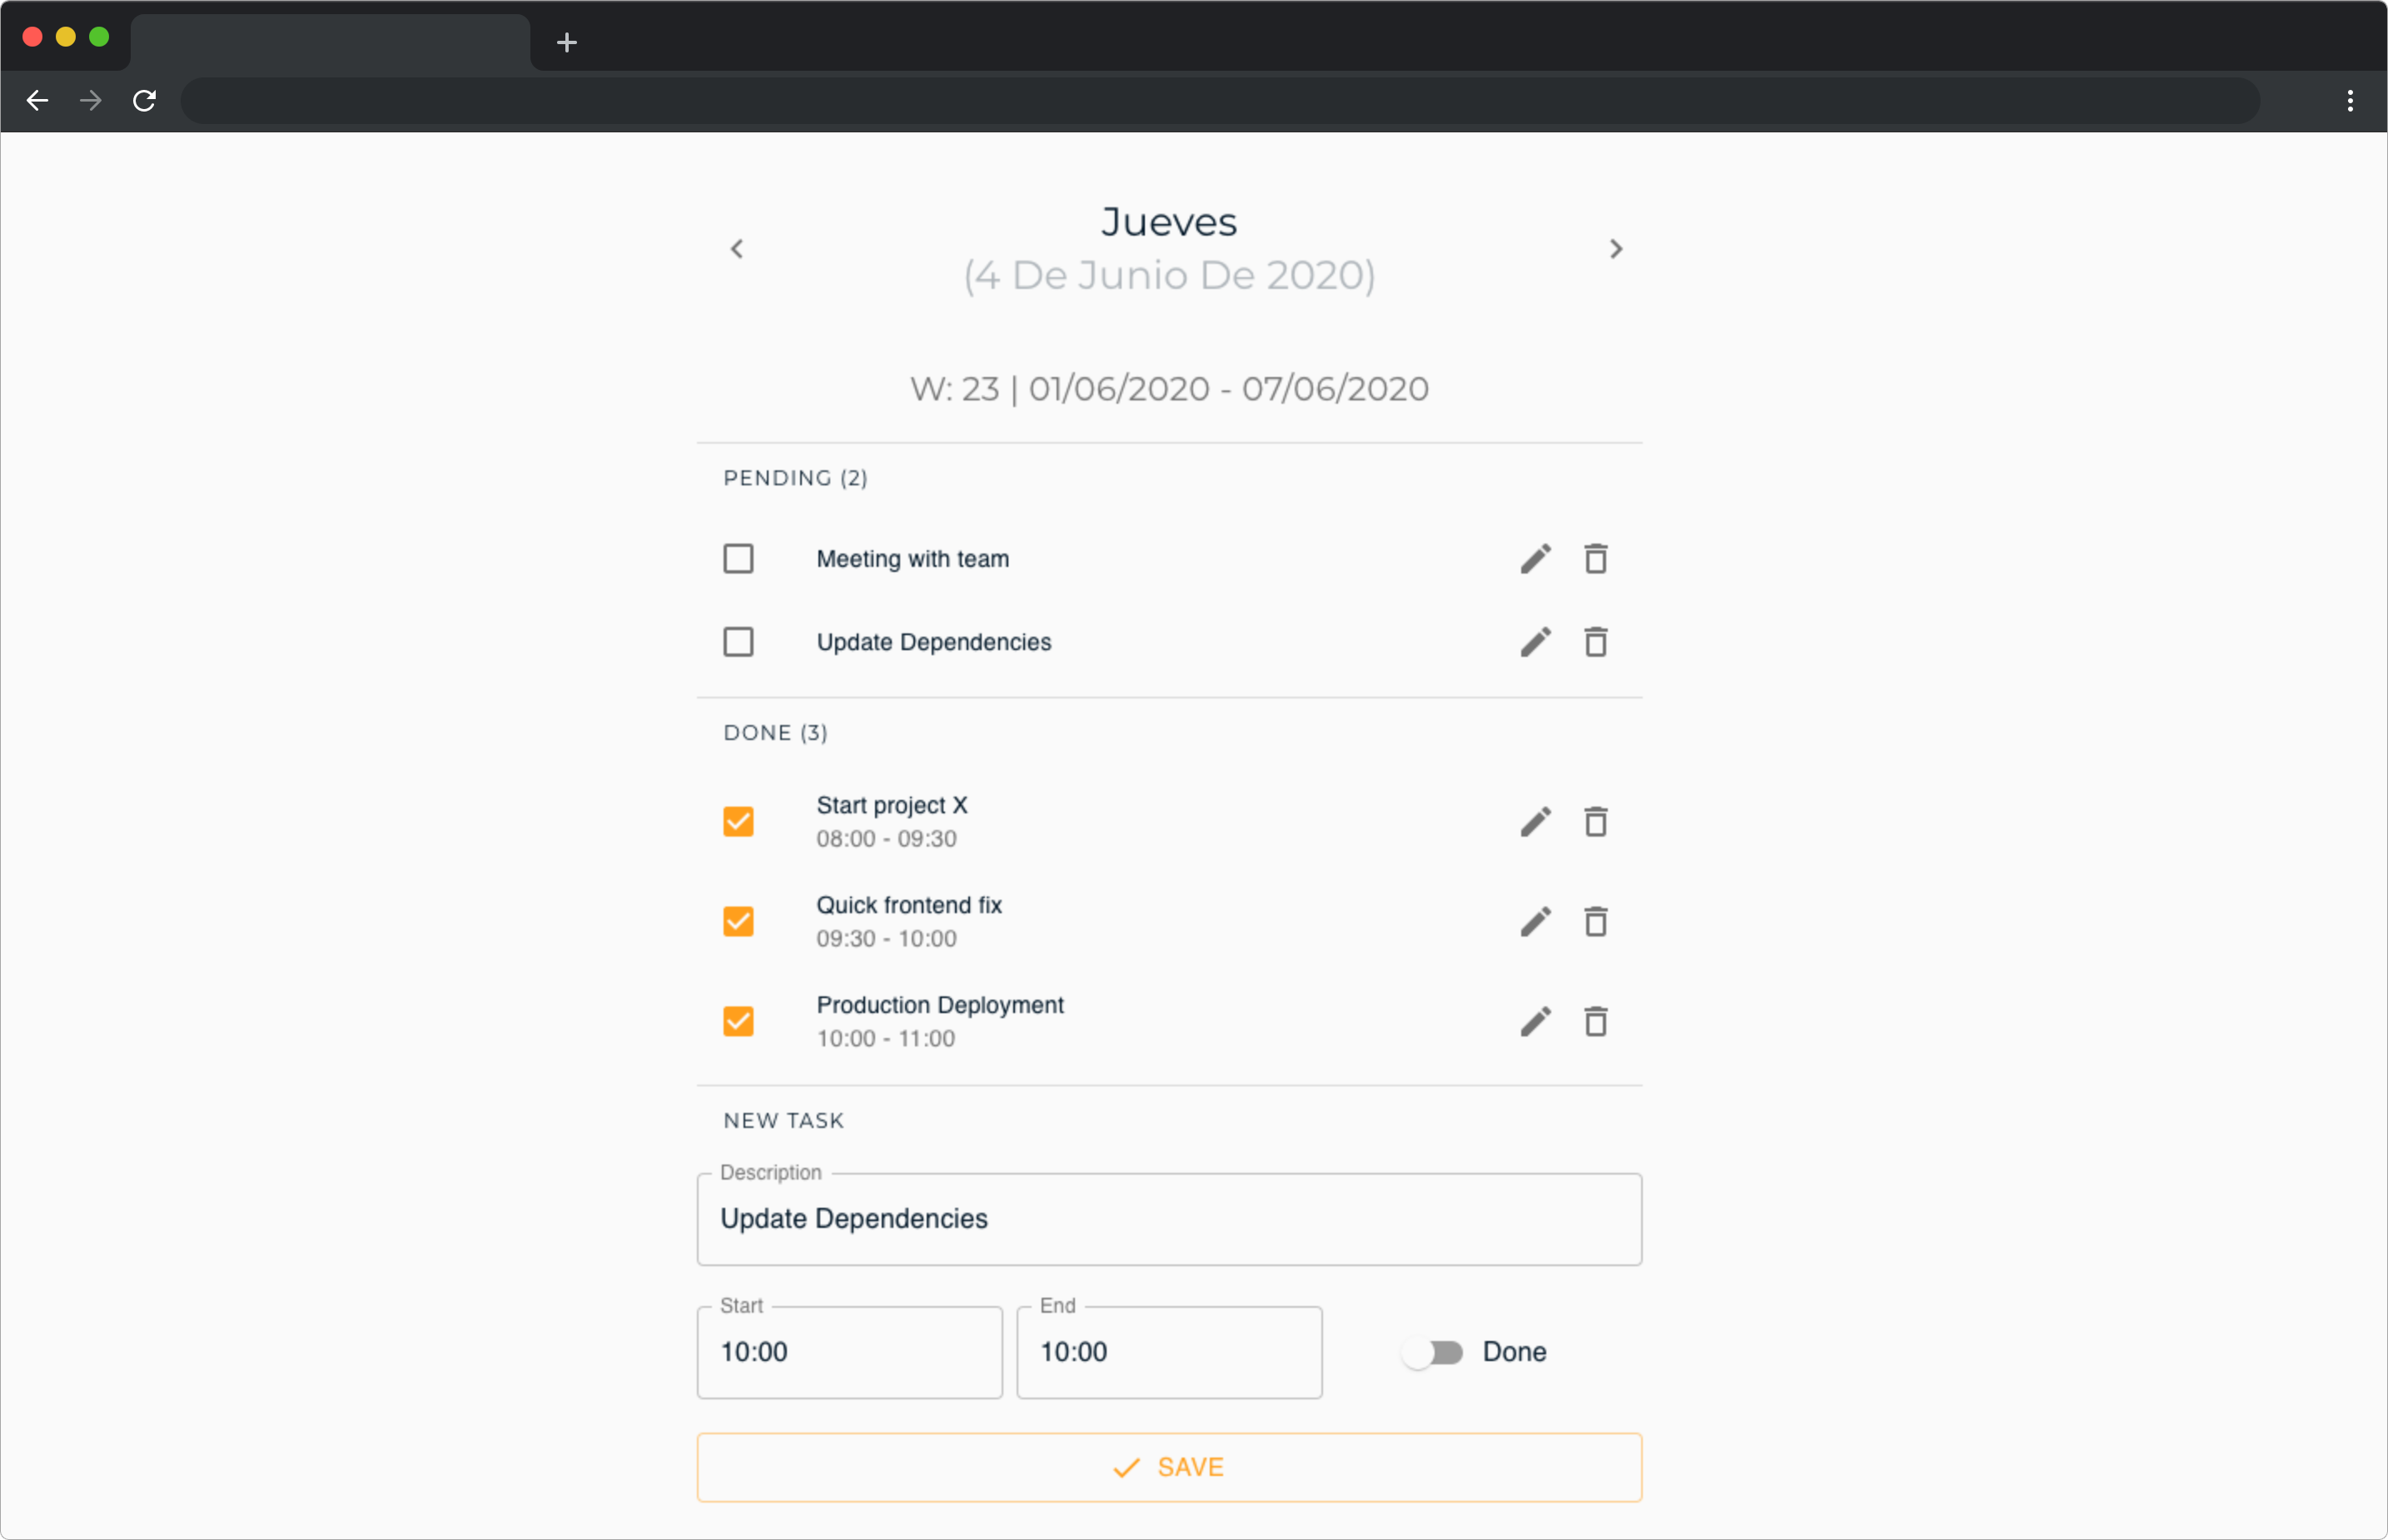 Jueves
(4 De Junio De 2020)
W: 23 | 01/06/2020 - 07/06/2020
PENDING (2)
Meeting with team
Update Dependencies
DONE (3)
Start project X
08:00 - 09:30
Quick frontend fix
09:30 - 10:00
Production Deployment
10:00 - 11:00
NEW TASK
Description
Update Dependencies
Start
End
10:00
10:00
Done
SAVE